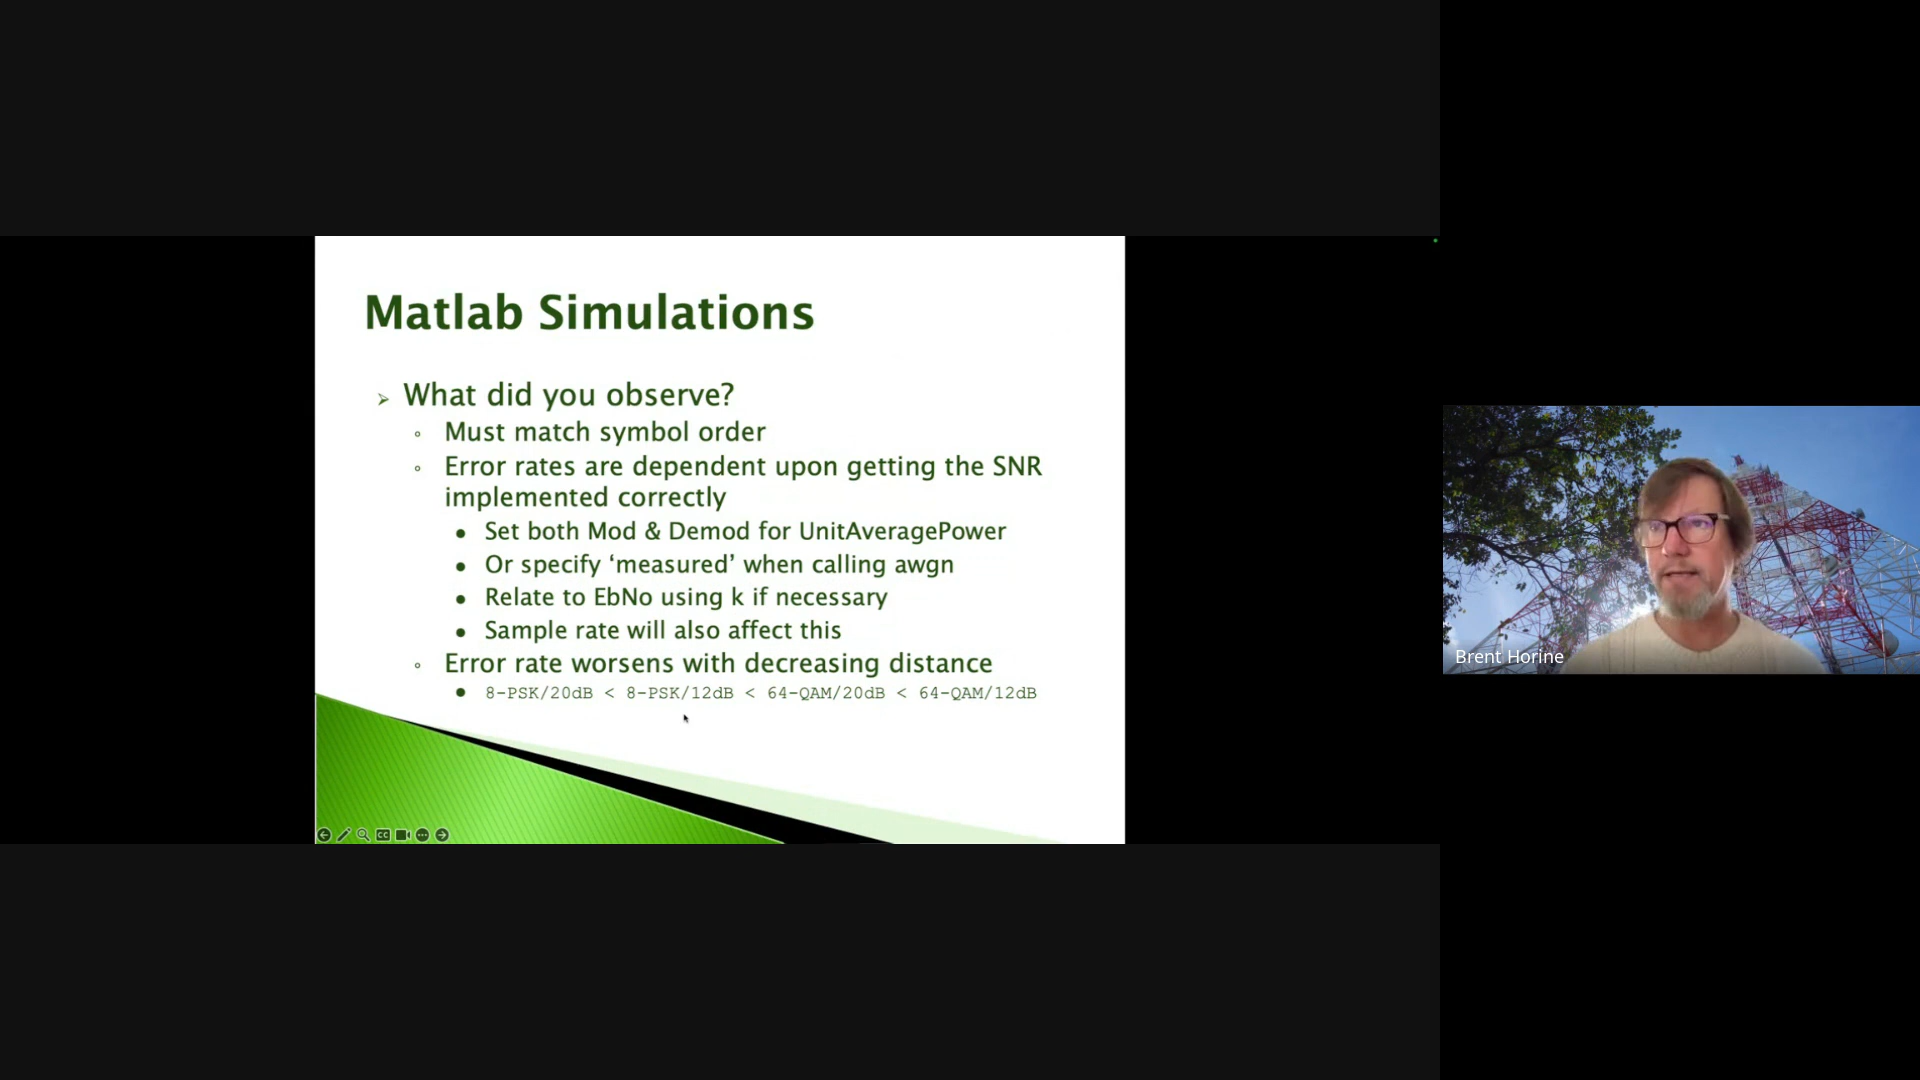 Matlab Simulations
➢ What did you observe?
◦ Must match symbol order
◦ Error rates are dependent upon getting the SNR
implemented correctly
• Set both Mod & Demod for UnitAveragePower
• Or specify ‘measured’ when calling awgn
• Relate to EbNo using k if necessary
• Sample rate will also affect this
◦ Error rate worsens with decreasing distance
• 8-PSK/20dB < 8-PSK/12dB < 64-QAM/20dB < 64-QAM/12dB
CC
Brent Horine